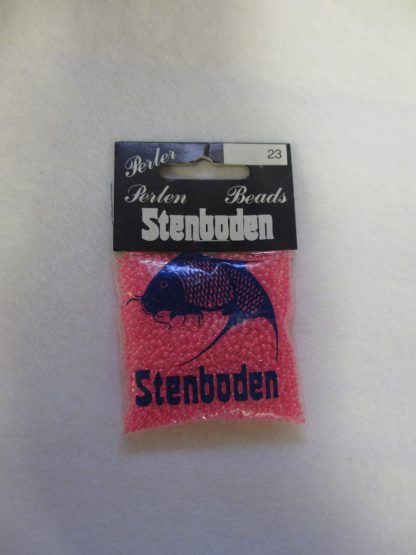 Perler
23
Perlen Beads
Stenboden
Stenboden